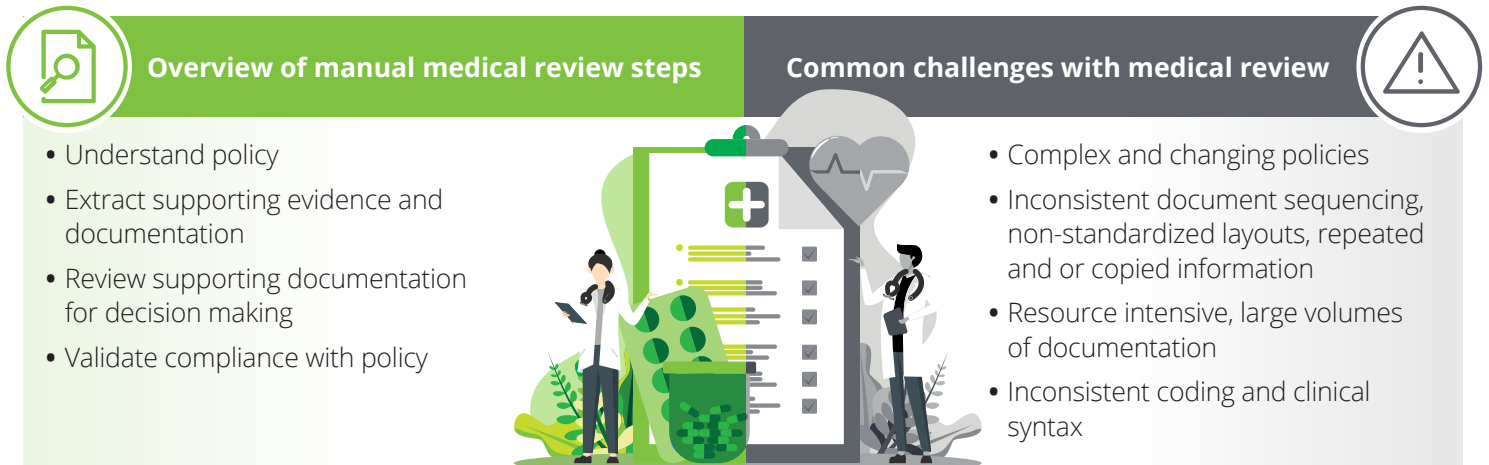 Overview of manual medical review steps
• Understand policy
• Extract supporting evidence and
documentation
• Review supporting documentation
for decision making
• Validate compliance with policy
Common challenges with medical review
• Complex and changing policies
• Inconsistent document sequencing,
non-standardized layouts, repeated
and or copied information
• Resource intensive, large volumes
of documentation
• Inconsistent coding and clinical
syntax